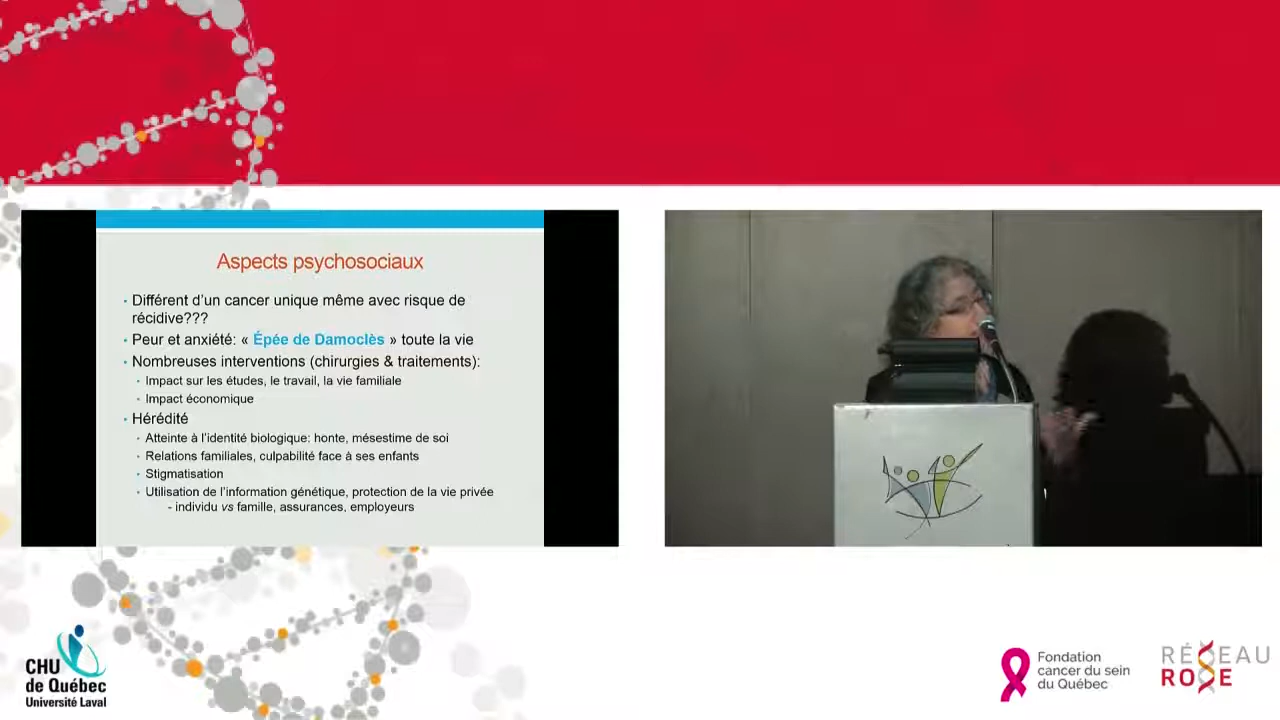 Aspects psychosociaux
• Différent d'un cancer unique même avec risque de
récidive???
• Peur et anxiété: « Épée de Damoclès » toute la vie
• Nombreuses interventions (chirurgies & traitements):
• Impact sur les études, le travail, la vie familiale
• Impact économique
• Hérédité
• Atteinte à l'identité biologique: honte, mésestime de soi
• Relations familiales, culpabilité face à ses enfants
• Stigmatisation
• Utilisation de l'information génétique, protection de la vie privée
- individu vs famille, assurances, employeurs
CHU
de Québec
Université Laval
Fondation
cancer du sein
du Québec
RÉSEAU
ROSE